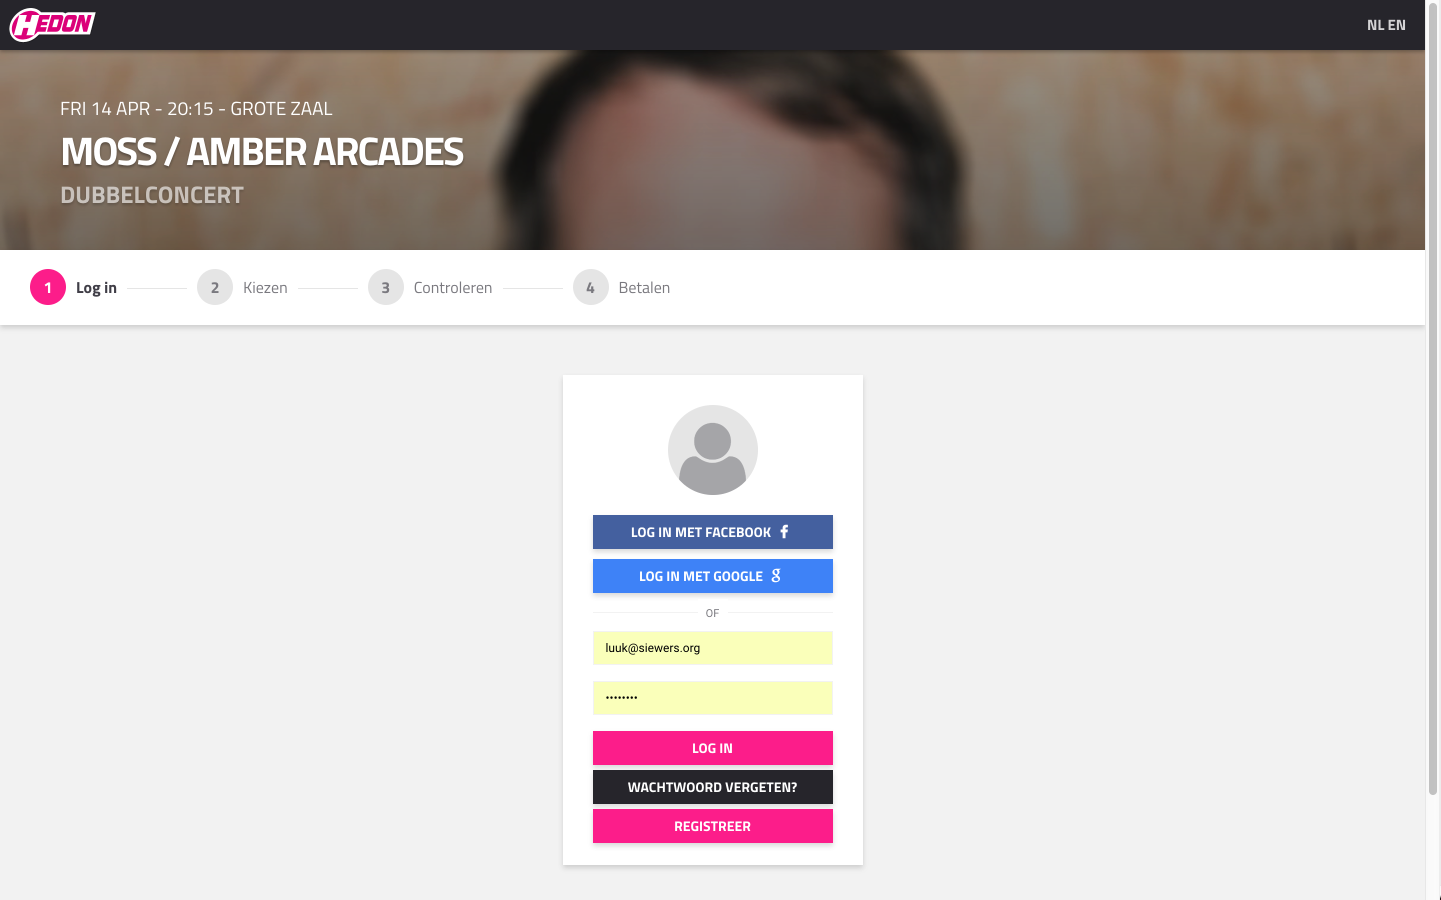 HEDON
NL EN
FRI 14 APR - 20:15 - GROTE ZAAL
MOSS / AMBER ARCADES
DUBBELCONCERT
1 Log in 2 Kiezen 3 Controleren 4 Betalen
LOG IN MET FACEBOOK f
LOG IN MET GOOGLE g
OF
luuk@siewers.org
••••••••
LOG IN
WACHTWOORD VERGETEN?
REGISTREER